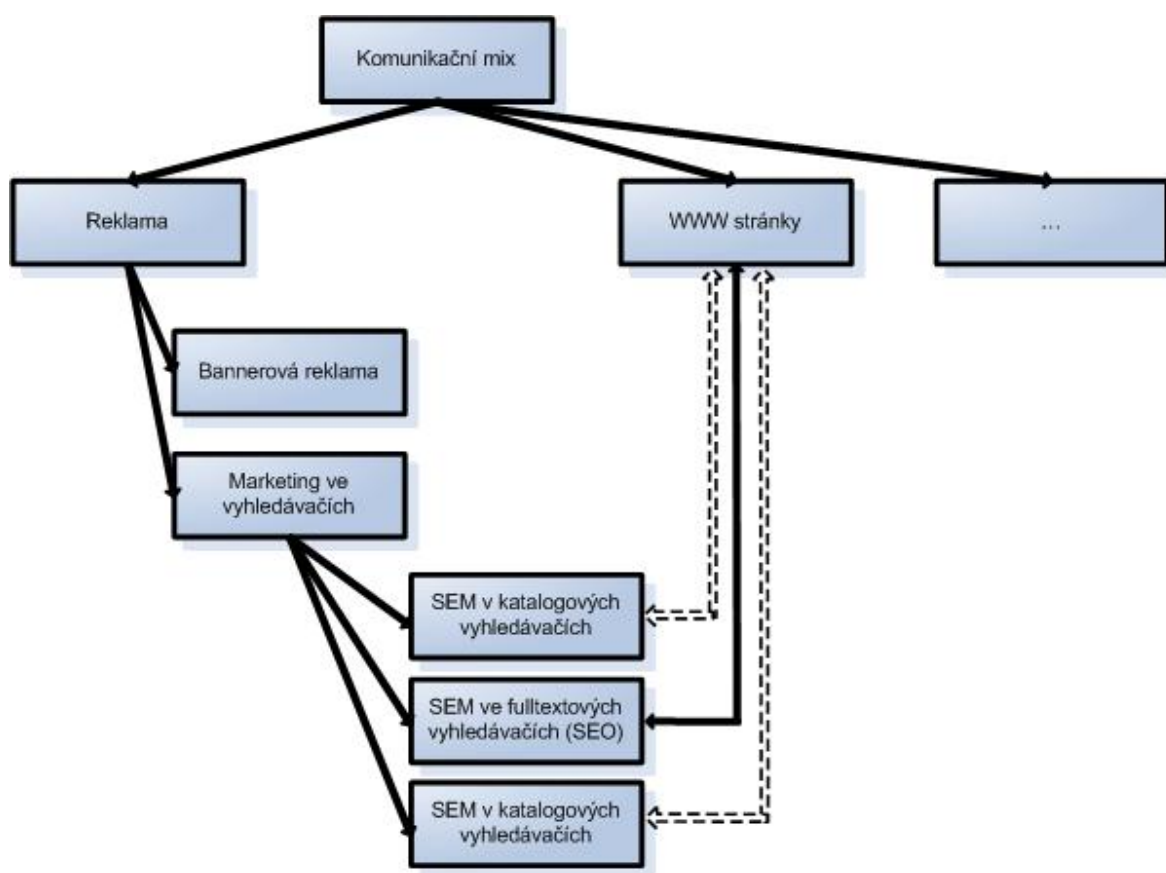 Komunikační mix
Reklama
WWW stránky
...
Bannerová reklama
Marketing ve
vyhledávačích
SEM v katalogových
vyhledávačích
SEM ve fulltextových
vyhledávačích (SEO)
SEM v katalogových
vyhledávačích